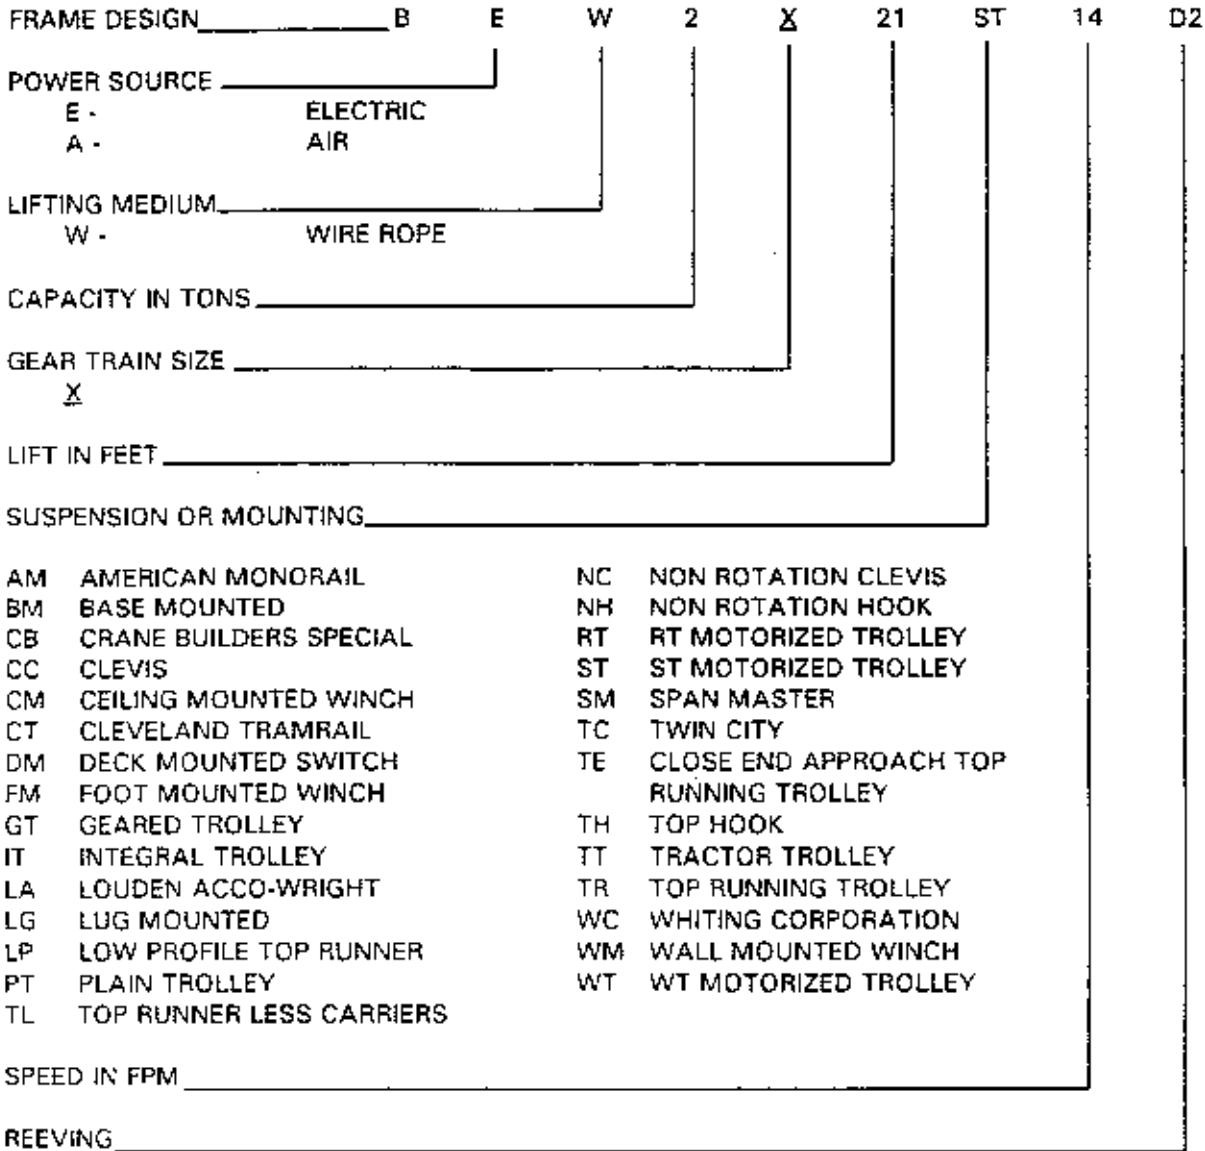 FRAME DESIGN B E W 2 X 21 ST 14 D2
POWER SOURCE
E - ELECTRIC
A - AIR
LIFTING MEDIUM
W - WIRE ROPE
CAPACITY IN TONS
GEAR TRAIN SIZE
X
LIFT IN FEET
SUSPENSION OR MOUNTING
AM AMERICAN MONORAIL
BM BASE MOUNTED
CB CRANE BUILDERS SPECIAL
CC CLEVIS
CM CEILING MOUNTED WINCH
CT CLEVELAND TRAMRAIL
DM DECK MOUNTED SWITCH
FM FOOT MOUNTED WINCH
GT GEARED TROLLEY
IT INTEGRAL TROLLEY
LA LOUDEN ACCO-WRIGHT
LG LUG MOUNTED
LP LOW PROFILE TOP RUNNER
PT PLAIN TROLLEY
TL TOP RUNNER LESS CARRIERS
NC NON ROTATION CLEVIS
NH NON ROTATION HOOK
RT RT MOTORIZED TROLLEY
ST ST MOTORIZED TROLLEY
SM SPAN MASTER
TC TWIN CITY
TE CLOSE END APPROACH TOP
RUNNING TROLLEY
TH TOP HOOK
TT TRACTOR TROLLEY
TR TOP RUNNING TROLLEY
WC WHITING CORPORATION
WM WALL MOUNTED WINCH
WT WT MOTORIZED TROLLEY
SPEED IN FPM
REEVING